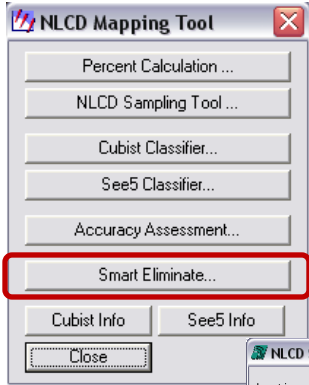 NLCD Mapping Tool
Percent Calculation ...
NLCD Sampling Tool ...
Cubist Classifier...
See5 Classifier...
Accuracy Assessment...
Smart Eliminate...
Cubist Info See5 Info
Close
NLCD